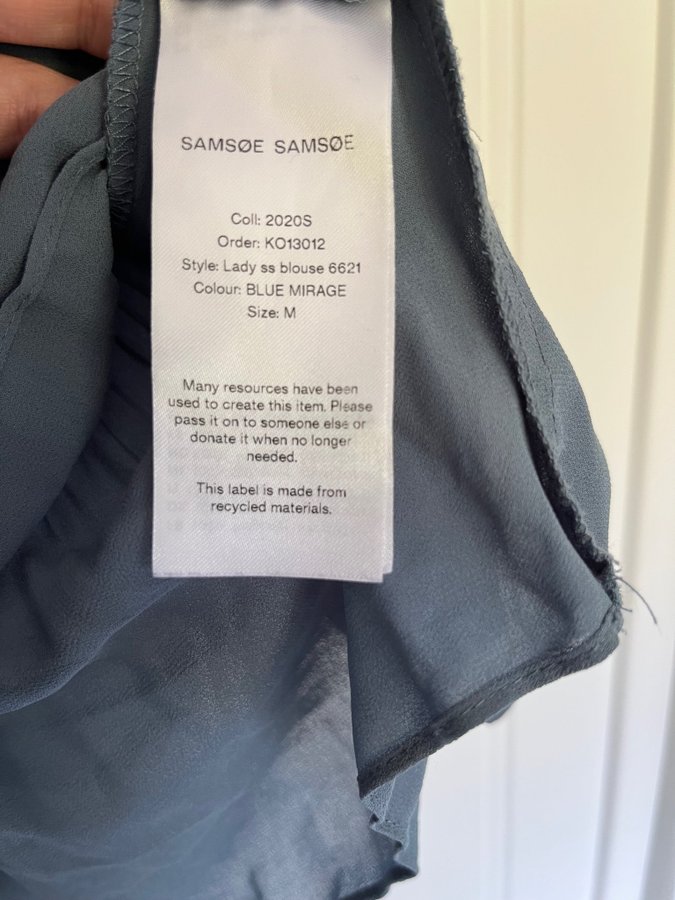 SAMSØE SAMSØE
Coll: 2020S
Order: KO13012
Style: Lady ss blouse 6621
Colour: BLUE MIRAGE
Size: M
Many resources have been
used to create this item. Please
pass it on to someone else or
donate it when no longer
needed.
This label is made from
recycled materials.